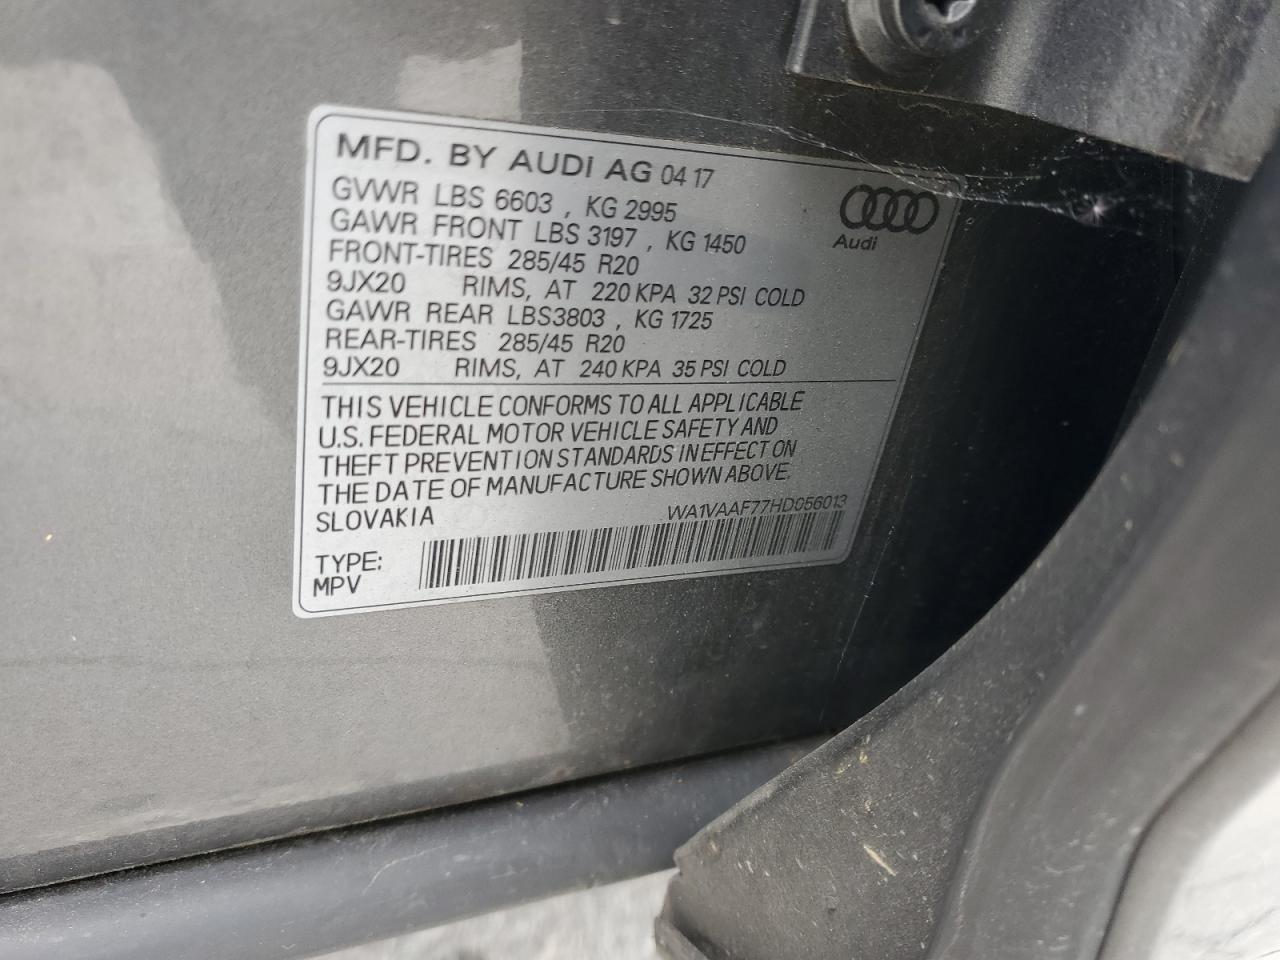 MFD. BY AUDI AG 04 17
GVWR LBS 6603 , KG 2995
GAWR FRONT LBS 3197 , KG 1450
FRONT-TIRES 285/45 R20
9JX20 RIMS, AT 220 KPA 32 PSI COLD
GAWR REAR LBS3803 , KG 1725
REAR-TIRES 285/45 R20
9JX20 RIMS, AT 240 KPA 35 PSI COLD
Audi
THIS VEHICLE CONFORMS TO ALL APPLICABLE
U.S. FEDERAL MOTOR VEHICLE SAFETY AND
THEFT PREVENTION STANDARDS IN EFFECT ON
THE DATE OF MANUFACTURE SHOWN ABOVE.
SLOVAKIA WA1VAAF77HD056013
TYPE:
MPV